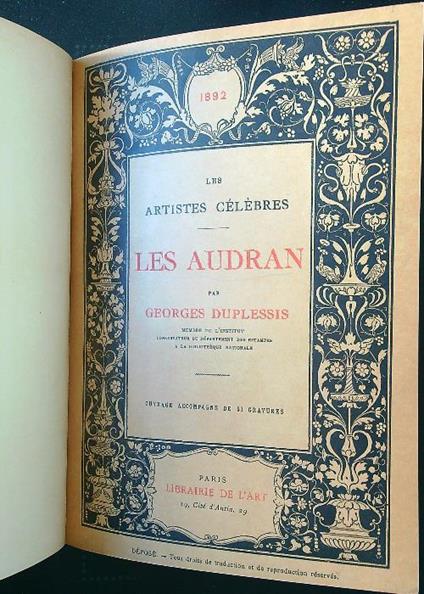 1892
LES
ARTISTES CÉLÈBRES
LES AUDRAN
PAR
GEORGES DUPLESSIS
MEMBRE DE L'INSTITUT
CONSERVATEUR DU DÉPARTEMENT DES ESTAMPES
A LA BIBLIOTHÈQUE NATIONALE
OUVRAGE ACCOMPAGNÉ DE GRAVURES
PARIS
LIBRAIRIE DE L'ART
29, Cité d'Antin, 29
DÉPOSÉ. — Tous droits de traduction et de reproduction réservés.